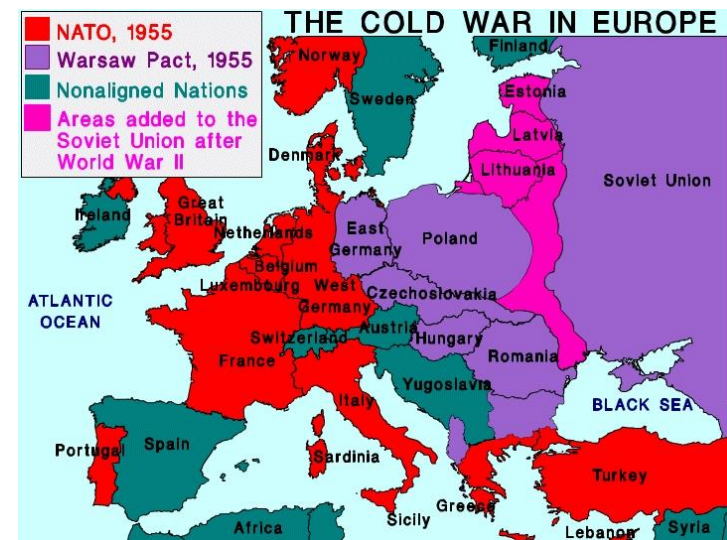 THE COLD WAR IN EUROPE
NATO, 1955
Warsaw Pact, 1955
Nonaligned Nations
Areas added to the
Soviet Union after
World War II
Norway
Finland
Sweden
Estonia
Latvia
Denmark
Lithuania
Soviet Union
Ireland
Great
Britain
Netherlands
East
Germany
Poland
Belgium
Luxembourg
West
Germany
Czechoslovakia
ATLANTIC
OCEAN
Switzerland
Austria
Hungary
France
Romania
Yugoslavia
Italy
BLACK SEA
Portugal
Spain
Sardinia
Turkey
Greece
Sicily
Africa
Lebanon
Syria